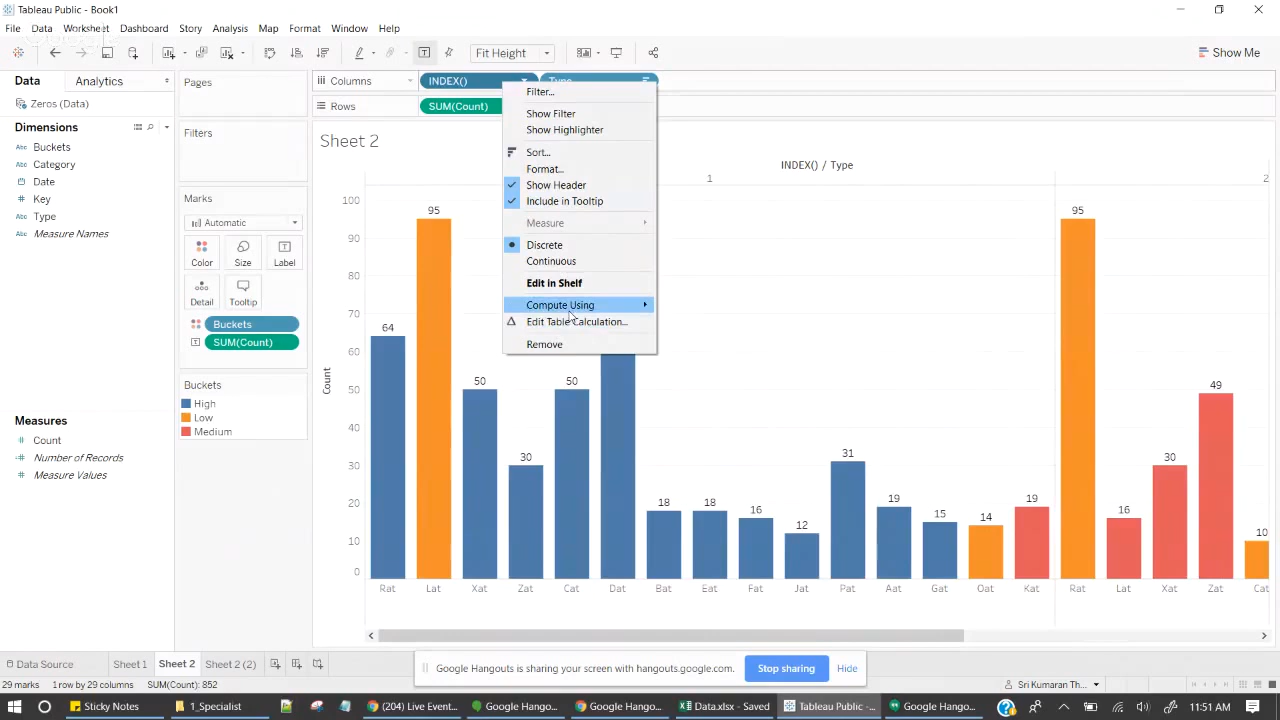 Tableau Public - Book1
File Data Worksheet Dashboard Story Analysis Map Format Window Help
Fit Height
Show Me
Data Analytics
Pages
Columns INDEX() Type
Rows SUM(Count)
Zeros (Data)
Dimensions
Buckets
Category
Date
Key
Type
Measure Names
Measures
Count
Number of Records
Measure Values
Filters
Marks
Automatic
Color Size Label
Detail Tooltip
Buckets
SUM(Count)
Buckets
High
Low
Medium
Filter...
Show Filter
Show Highlighter
Sort...
Format...
Show Header
Include in Tooltip
Measure
Discrete
Continuous
Edit in Shelf
Compute Using
Edit Table Calculation...
Remove
Sheet 2
INDEX() / Type
1 2
Count
100
90
80
70
60
50
40
30
20
10
0
64 95 50 30 50 18 18 16 12 31 19 15 14 19 95 16 30 49 10
Rat Lat Xat Zat Cat Dat Bat Eat Fat Jat Pat Aat Gat Oat Kat Rat Lat Xat Zat Cat
Data Source Sheet 1 Sheet 2 Sheet 2 (2)
Google Hangouts is sharing your screen with hangouts.google.com. Stop sharing Hide
29 marks 1 row by 29 columns SUM(Count): 852
Sri Kumaran Th...
Sticky Notes 1_Specialist (204) Live Event... Google Hango... Google Hango... Data.xlsx - Saved Tableau Public -... Google Hango...
11:51 AM